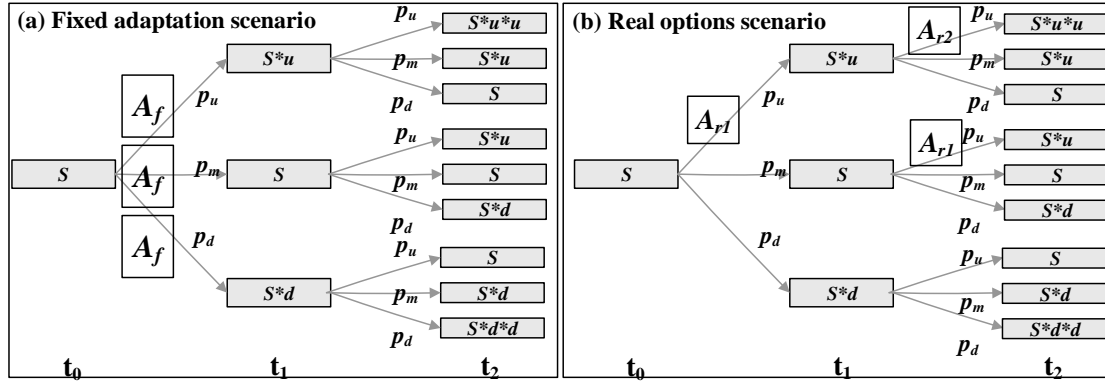 (a) Fixed adaptation scenario
p_u
S*u*u
A_f
S*u
p_m
S*u
p_u
p_d
S
A_f
p_u
S*u
S
p_m
S
p_m
S
A_f
p_d
S*d
p_d
p_u
S
S*d
p_m
S*d
p_d
S*d*d
t_0
t_1
t_2
(b) Real options scenario
p_u
S*u*u
A_r2
S*u
p_m
S*u
A_r1
p_u
p_d
S
A_r1
p_u
S*u
S
p_m
S
p_m
S
S*d
p_d
p_d
p_u
S
S*d
p_m
S*d
p_d
S*d*d
t_0
t_1
t_2